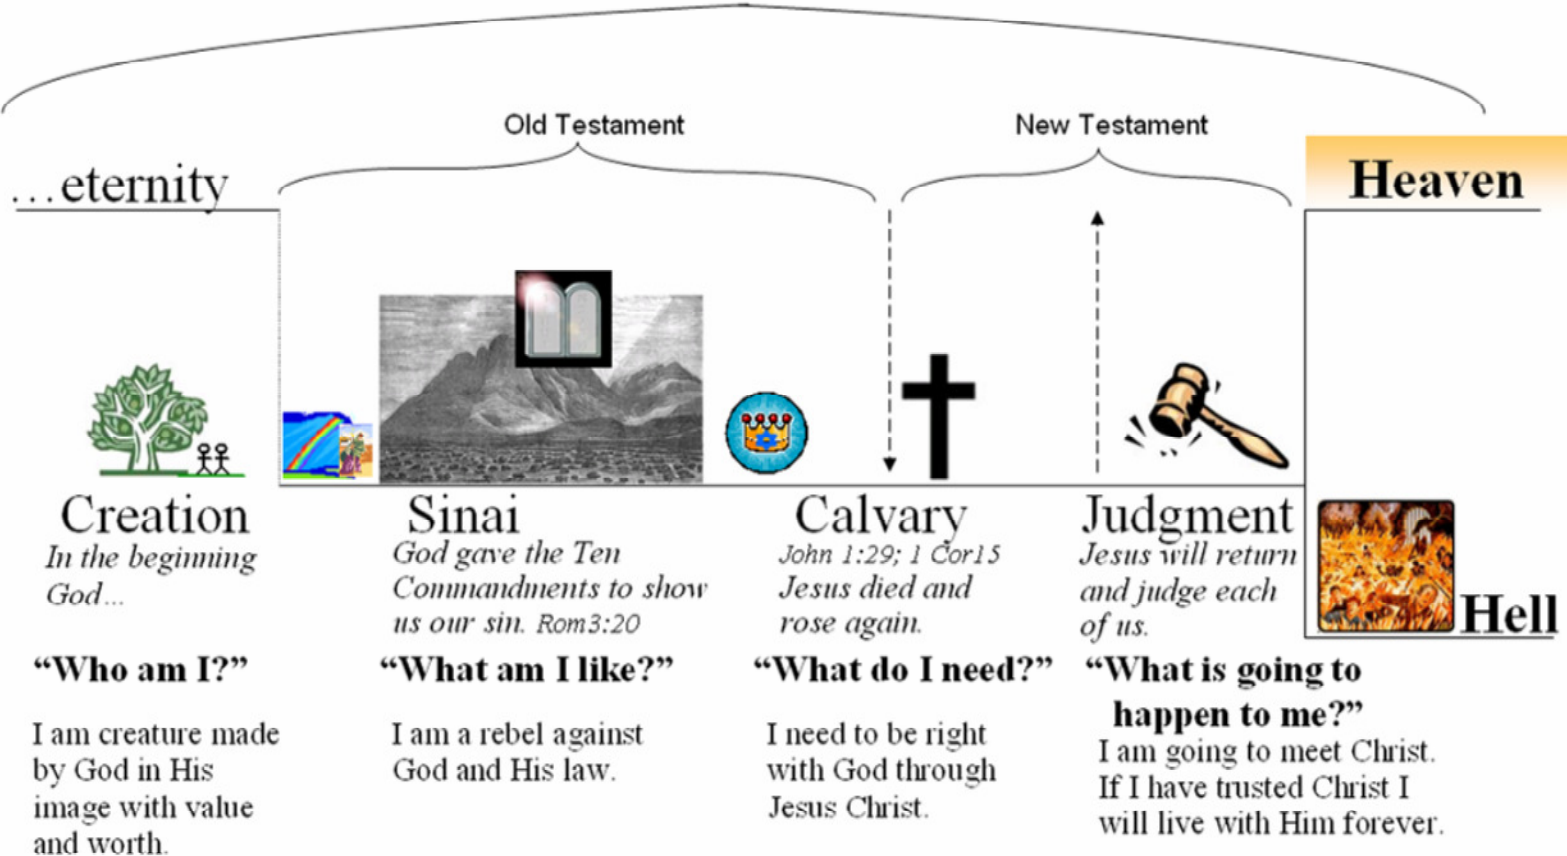 Old Testament
New Testament
…eternity
Heaven
Creation
In the beginning
God...
“Who am I?”
I am creature made
by God in His
image with value
and worth.
Sinai
God gave the Ten
Commandments to show
us our sin. Rom3:20
“What am I like?”
I am a rebel against
God and His law.
Calvary
John 1:29; 1 Cor15
Jesus died and
rose again.
“What do I need?”
I need to be right
with God through
Jesus Christ.
Judgment
Jesus will return
and judge each
of us.
“What is going to
happen to me?”
I am going to meet Christ.
If I have trusted Christ I
will live with Him forever.
Hell